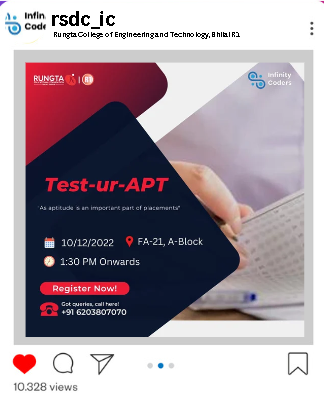 Infin
Code
rsdc_ic
Rungta College of Engineering and Technology, Bhilai R1
RUNGTA
R1
Infinity
Coders
Test-ur-APT
"As aptitude is an important part of placements"
10/12/2022
FA-21, A-Block
1:30 PM Onwards
Register Now!
Got queries, call here!
+91 6203807070
10.328 views